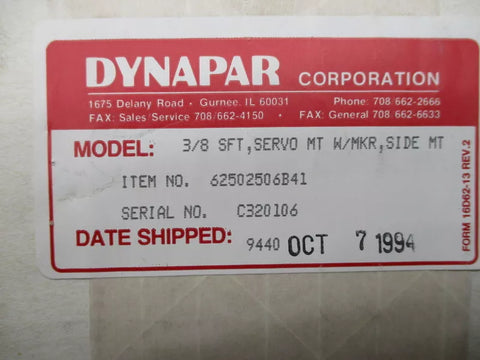 DYNAPAR CORPORATION
1675 Delany Road • Gurnee, IL 60031 Phone: 708/662-2666
FAX: Sales/Service 708/662-4150 • FAX: General 708/662-6633
MODEL: 3/8 SFT,SERVO MT W/MKR,SIDE MT
ITEM NO. 62502506B41
SERIAL NO. C320106
DATE SHIPPED: 9440 OCT 7 1994
FORM 16D62-13 REV.2